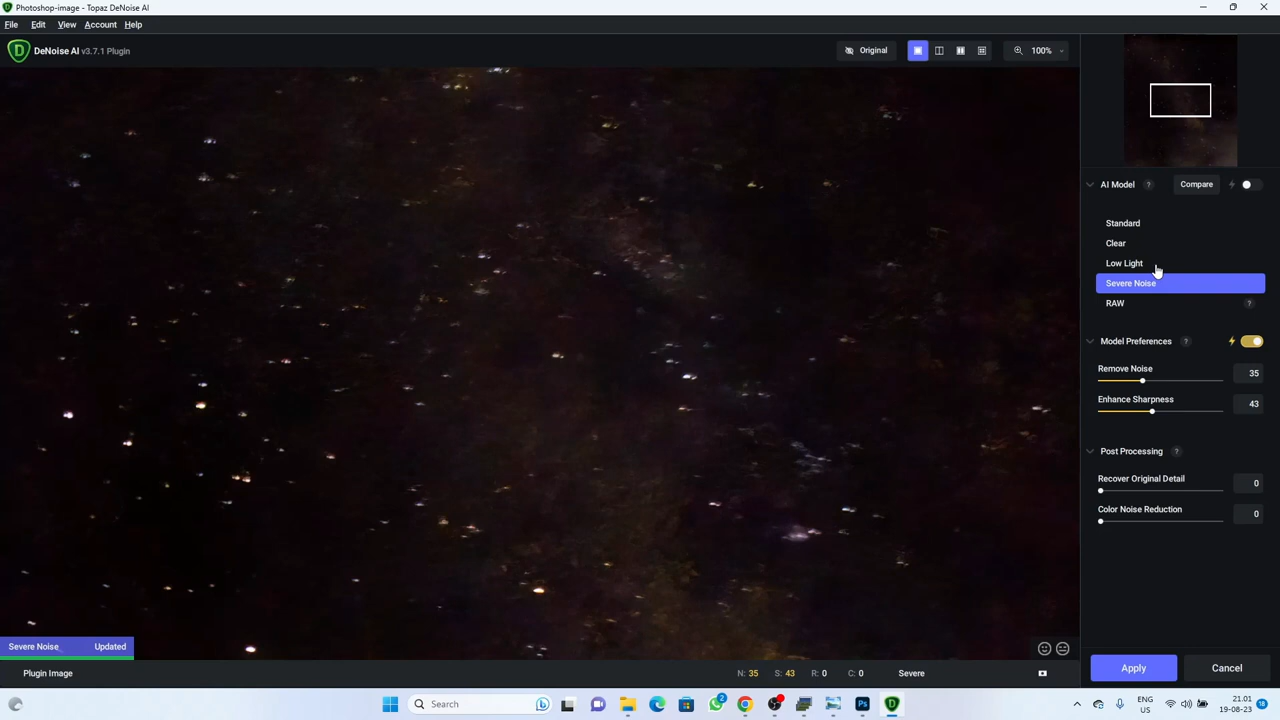 Photoshop-image - Topaz DeNoise AI
File Edit View Account Help
DeNoise AI v3.7.1 Plugin
Original
100%
AI Model ? Compare
Standard
Clear
Low Light
Severe Noise
RAW ?
Model Preferences ?
Remove Noise 35
Enhance Sharpness 43
Post Processing ?
Recover Original Detail 0
Color Noise Reduction 0
Severe Noise Updated
Plugin Image
N: 35 S: 43 R: 0 C: 0 Severe
Apply Cancel
Search
2
Ps
ENG
US
21.01
19-08-23
18